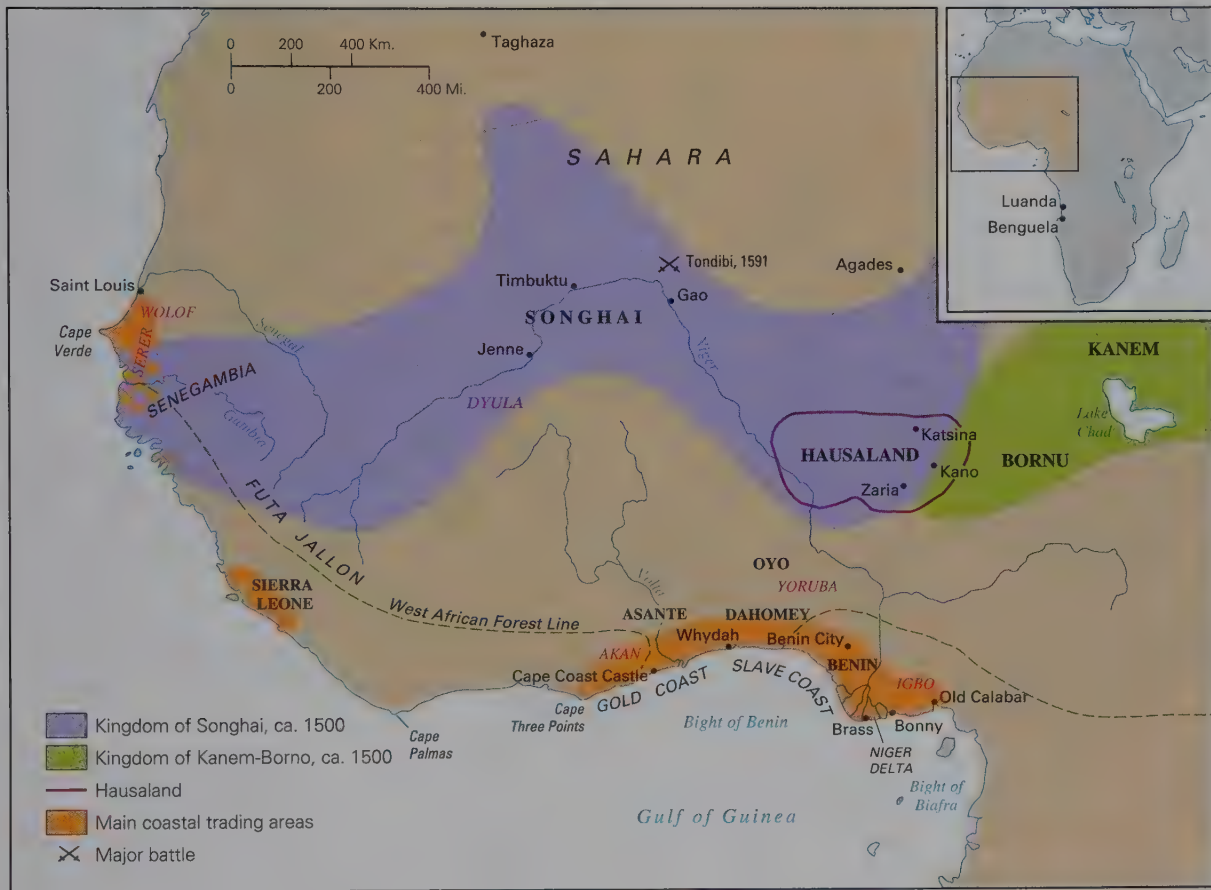 0 200 400 Km.
0 200 400 Mi.
Taghaza
SAHARA
Luanda
Benguela
Tondibi, 1591
Agades
Saint Louis
Timbuktu
Gao
WOLOF
SONGHAI
Cape
Verde
SERER
Senegal
Niger
KANEM
Jenne
SENEGAMBIA
Gambia
DYULA
Lake
Chad
Katsina
HAUSALAND
BORNU
Kano
Zaria
FUTA JALLON
OYO
YORUBA
SIERRA
LEONE
Volta
West African Forest Line
ASANTE
DAHOMEY
Whydah
Benin City
AKAN
BENIN
Cape Coast Castle
GOLD COAST
SLAVE COAST
IGBO
Old Calabar
Cape
Three Points
Bight of Benin
Brass
Bonny
Cape
Palmas
NIGER
DELTA
Bight of
Biafra
Gulf of Guinea
Kingdom of Songhai, ca. 1500
Kingdom of Kanem-Borno, ca. 1500
Hausaland
Main coastal trading areas
Major battle